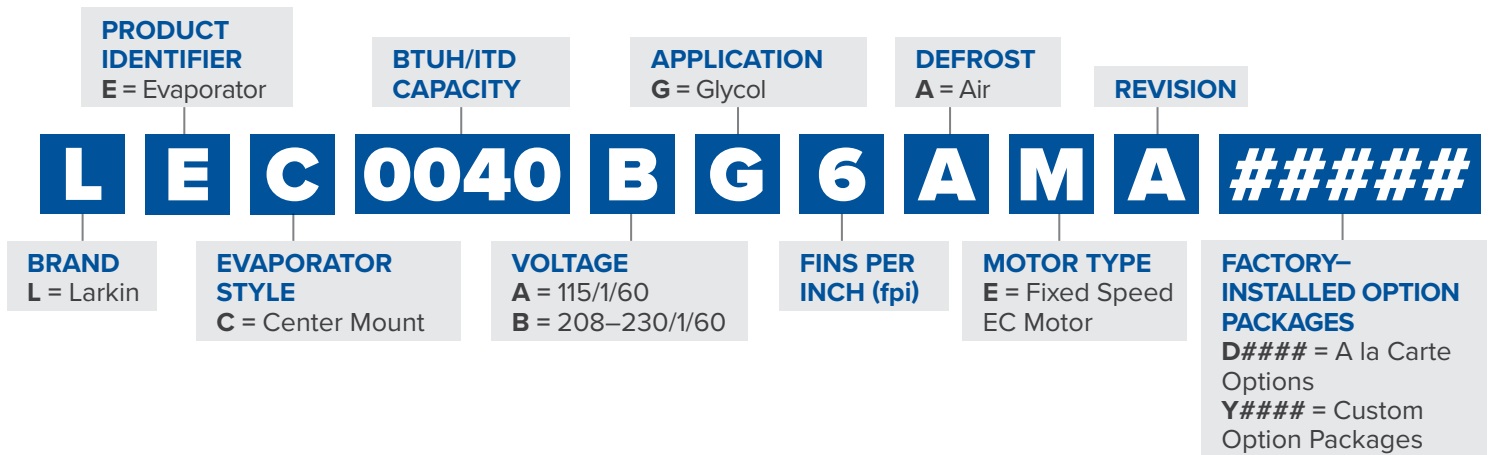 PRODUCT
IDENTIFIER
E = Evaporator
BTUH/ITD
CAPACITY
APPLICATION
G = Glycol
DEFROST
A = Air
REVISION
L E C 0040 B G 6 A M A #####
BRAND
L = Larkin
EVAPORATOR
STYLE
C = Center Mount
VOLTAGE
A = 115/1/60
B = 208–230/1/60
FINS PER
INCH (fpi)
MOTOR TYPE
E = Fixed Speed
EC Motor
FACTORY–
INSTALLED OPTION
PACKAGES
D#### = A la Carte
Options
Y#### = Custom
Option Packages